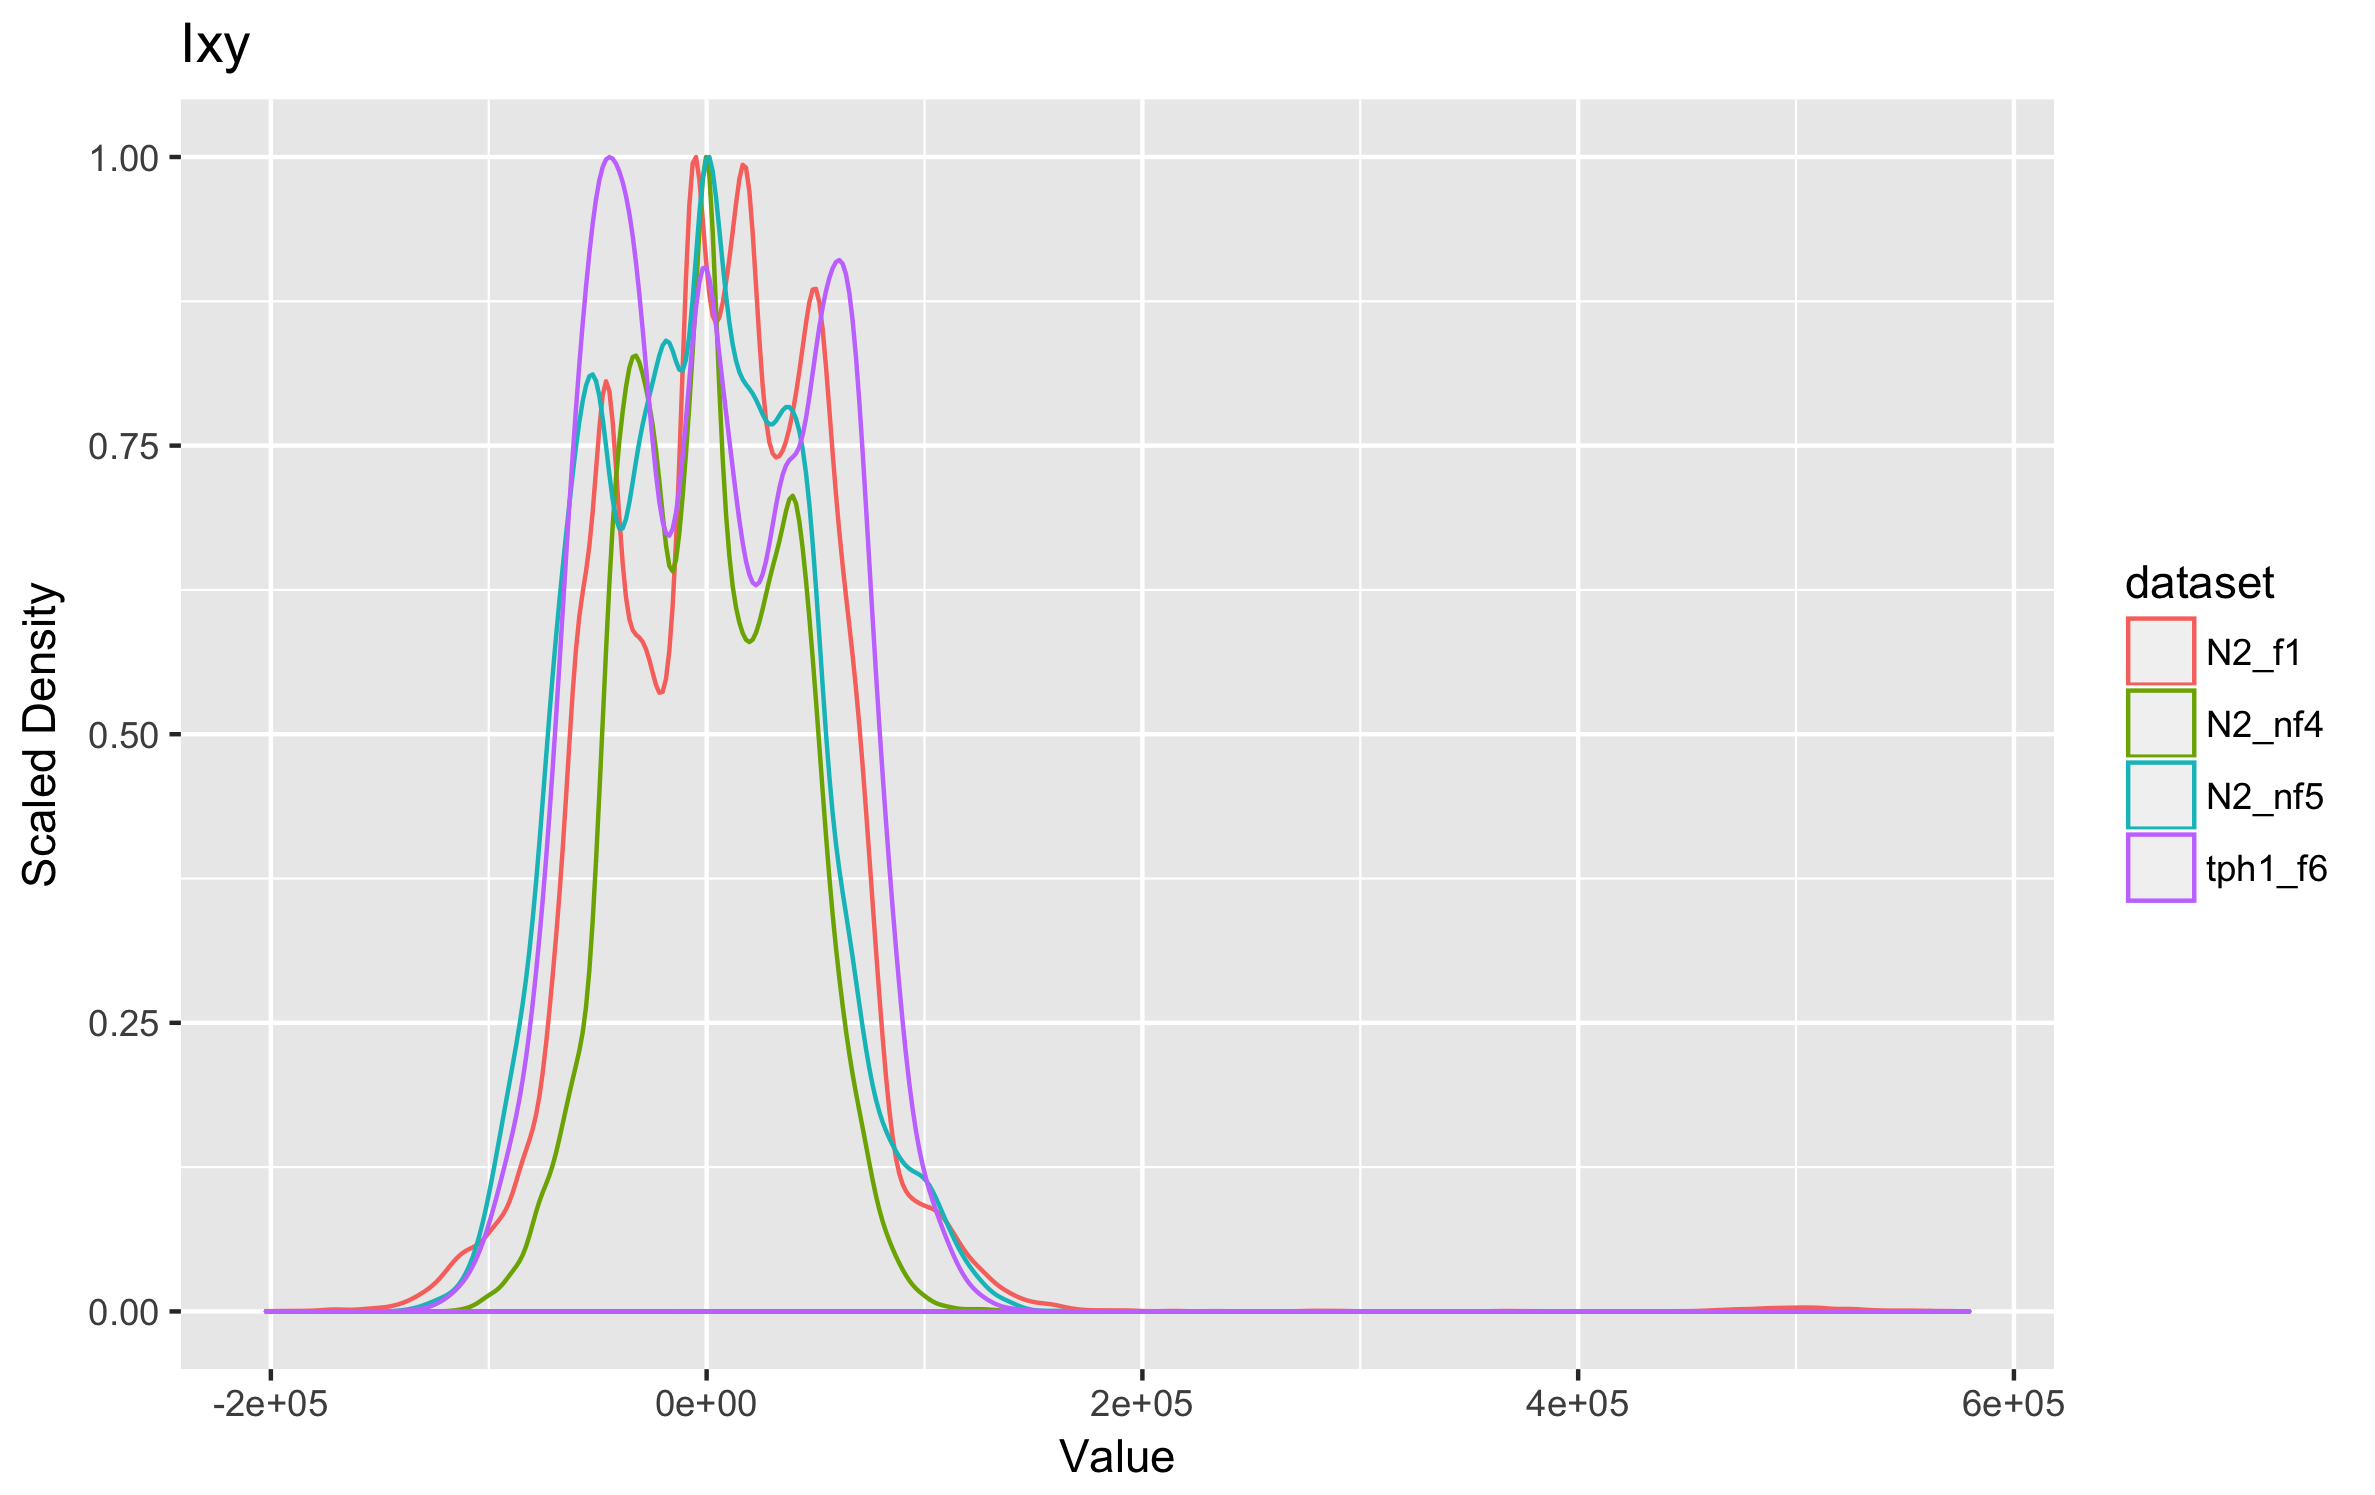 Ixy
1.00
0.75
0.50
0.25
0.00
Scaled Density
-2e+05
0e+00
2e+05
4e+05
6e+05
Value
dataset
N2_f1
N2_nf4
N2_nf5
tph1_f6